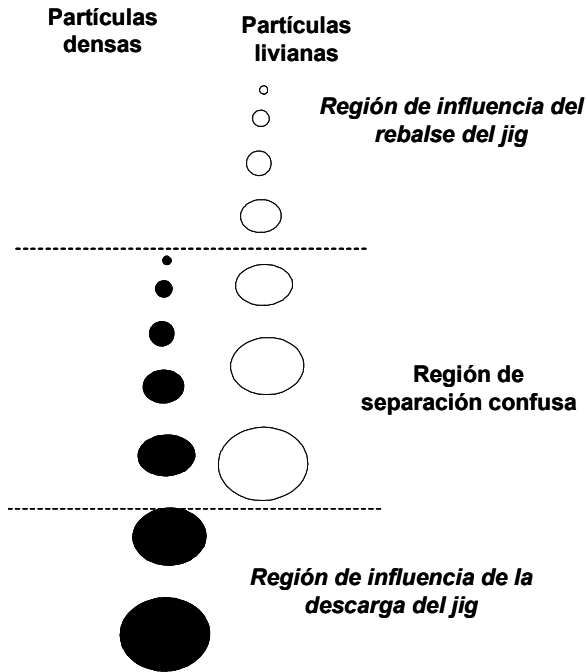 Partículas
densas
Partículas
livianas
Región de influencia del
rebalse del jig
Región de
separación confusa
Región de influencia de la
descarga del jig